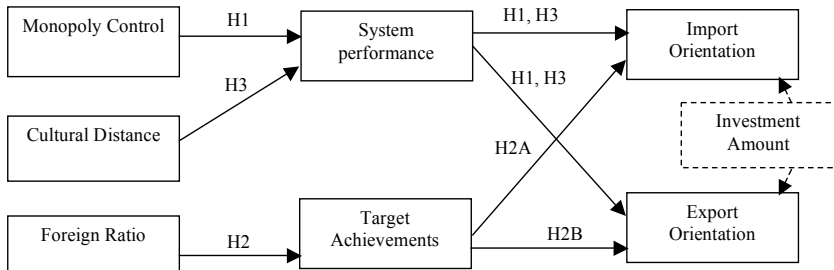 Monopoly Control
H1
System
performance
H1, H3
Import
Orientation
H3
H1, H3
Cultural Distance
Investment
Amount
H2A
Foreign Ratio
H2
Target
Achievements
H2B
Export
Orientation